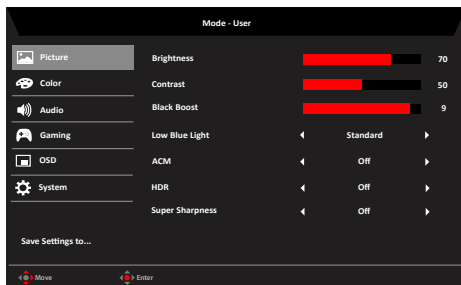 Mode - User
Picture
Brightness 70
Color
Contrast 50
Audio
Black Boost 9
Gaming
Low Blue Light Standard
OSD
ACM Off
System
HDR Off
Super Sharpness Off
Save Settings to...
Move Enter